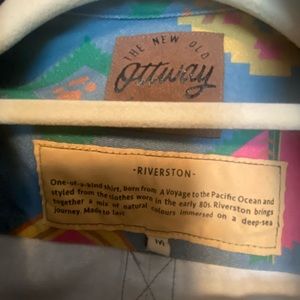 THE NEW OLD
Ottway
-RIVERSTON-
One-of-a-kind shirt, born from A Voyage to the Pacific Ocean and
styled from the clothes worn in the early 80s Riverston brings
together a mix of natural colours immersed on a deep-sea
journey. Made to last
M